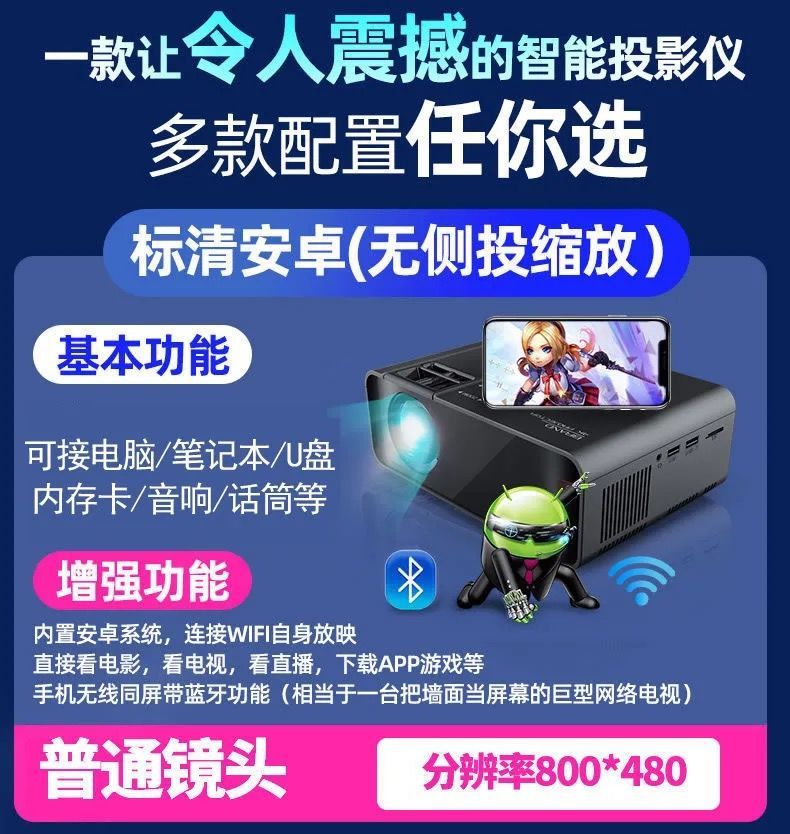 一款让令人震撼的智能投影仪
多款配置任你选
标清安卓(无侧投缩放)
基本功能
可接电脑/笔记本/U盘
内存卡/音响/话筒等
增强功能
内置安卓系统，连接WIFI自身放映
直接看电影，看电视，看直播，下载APP游戏等
手机无线同屏带蓝牙功能（相当于一台把墙面当屏幕的巨型网络电视）
普通镜头
分辨率800*480